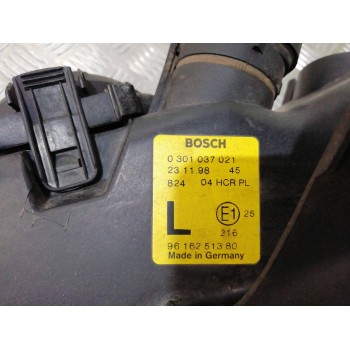 BOSCH
0 301 037 021
23 11.98 45
824 04 HCR PL
L E1 25
216
96 162 513 80
Made in Germany